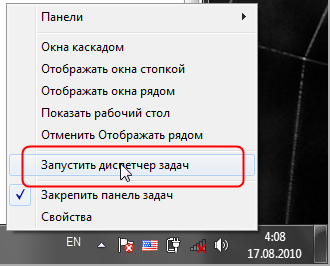 Панели
Окна каскадом
Отображать окна стопкой
Отображать окна рядом
Показать рабочий стол
Отменить Отображать рядом
Запустить диспетчер задач
Закрепить панель задач
Свойства
EN
4:08
17.08.2010